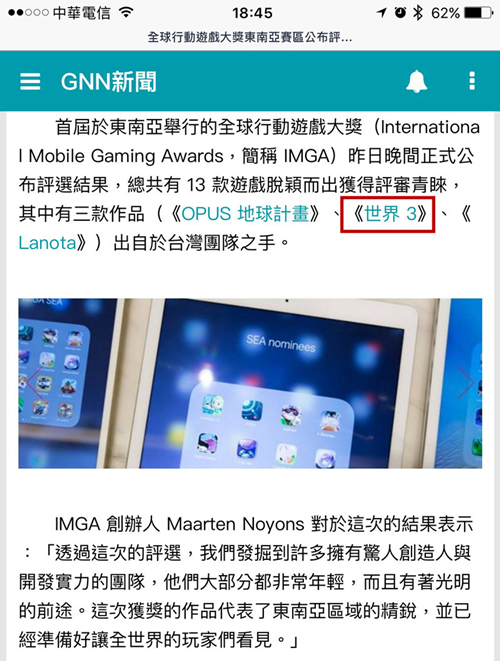 中華電信 18:45 62%
全球行動遊戲大獎東南亞賽區公布評...
GNN新聞
首屆於東南亞舉行的全球行動遊戲大獎（Internationa
l Mobile Gaming Awards，簡稱 IMGA）昨日晚間正式公
布評選結果，總共有 13 款遊戲脫穎而出獲得評審青睞，
其中有三款作品（《OPUS 地球計畫》、《世界 3》、《
Lanota》）出自於台灣團隊之手。
IMGA SEA
SEA nominees
IMGA 創辦人 Maarten Noyons 對於這次的結果表示
：「透過這次的評選，我們發掘到許多擁有驚人創造人與
開發實力的團隊，他們大部分都非常年輕，而且有著光明
的前途。這次獲獎的作品代表了東南亞區域的精銳，並已
經準備好讓全世界的玩家們看見。」